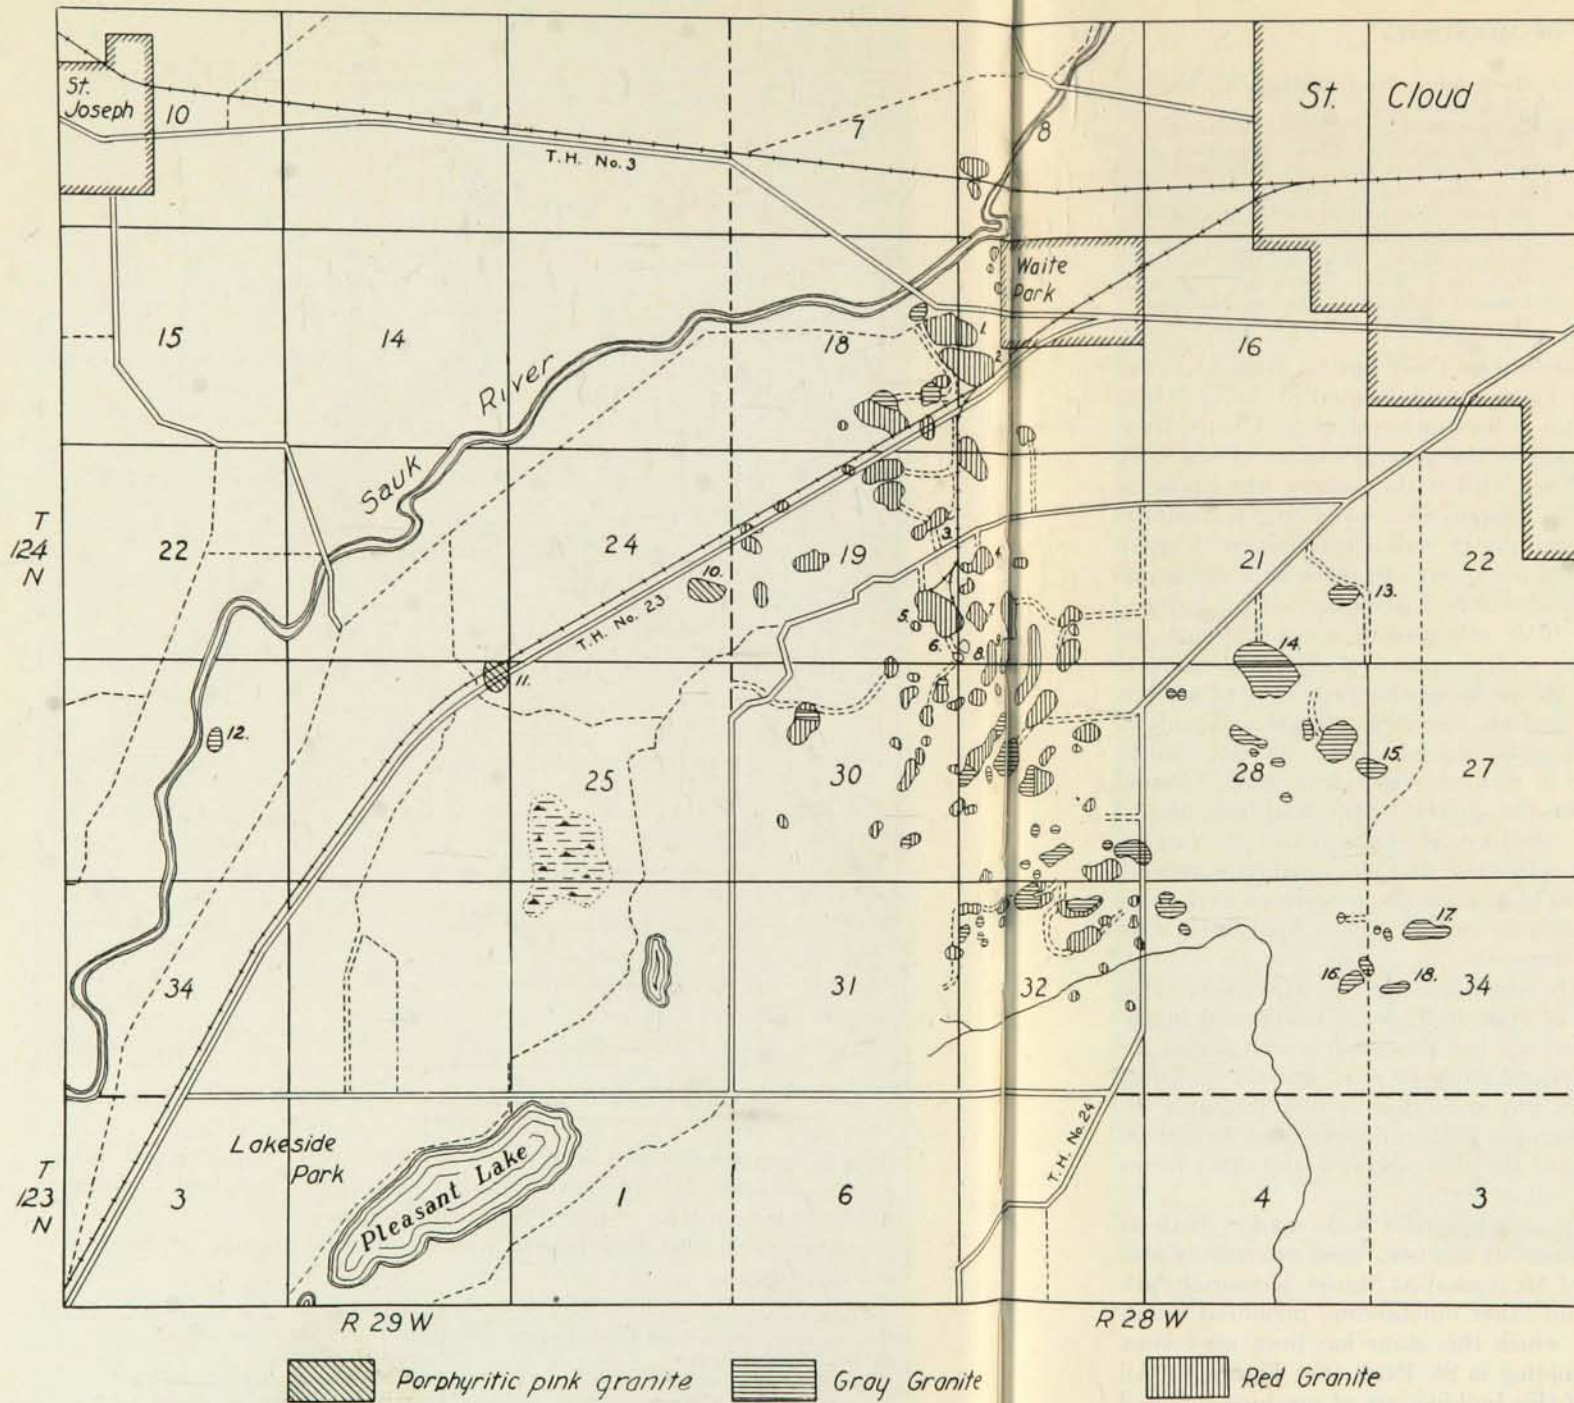 St. Joseph
10
T.H. No. 3
7
8
St. Cloud
Waite Park
15
14
Sauk River
18
1.
2.
16
T 124 N
22
24
19
3.
4.
21
22
10.
T.H. No. 23
5.
7.
6.
8.
9.
13.
14.
11.
12.
25
30
28
15.
27
34
31
32
16.
17.
18.
34
Lakeside Park
Pleasant Lake
T.H. No. 24
T 123 N
3
1
6
4
3
R 29 W
R 28 W
Porphyritic pink granite
Gray Granite
Red Granite